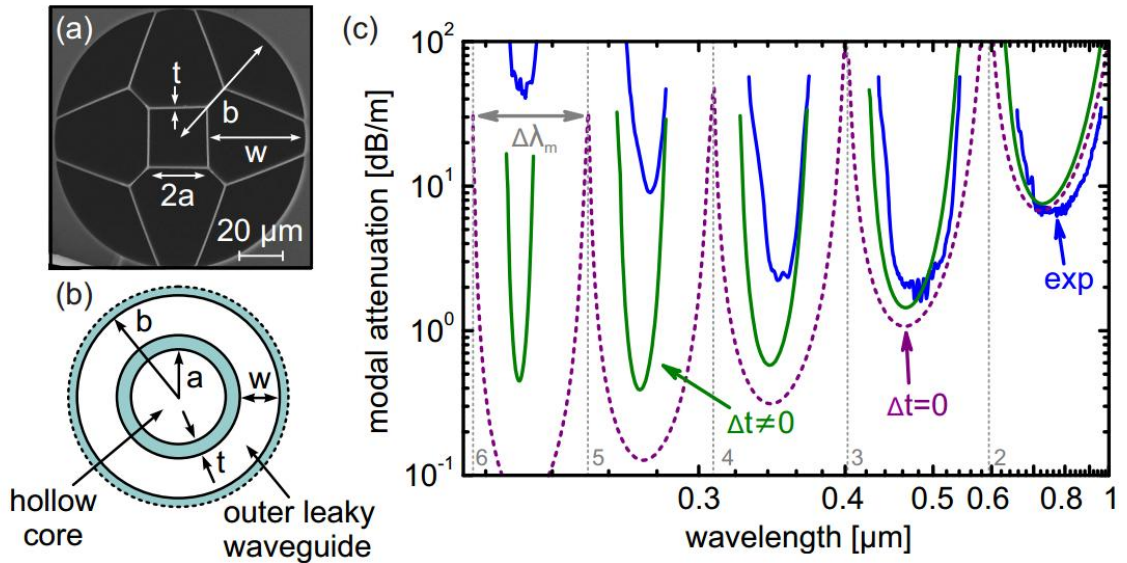 (a)
t
b
w
2a
20 μm
(b)
b
a
w
t
hollow
core
outer leaky
waveguide
(c)
modal attenuation [dB/m]
10²
10¹
10⁰
10⁻¹
Δλₘ
exp
Δt≠0
Δt=0
6
5
4
3
2
0.3
0.4
0.5
0.6
0.8
1
wavelength [μm]